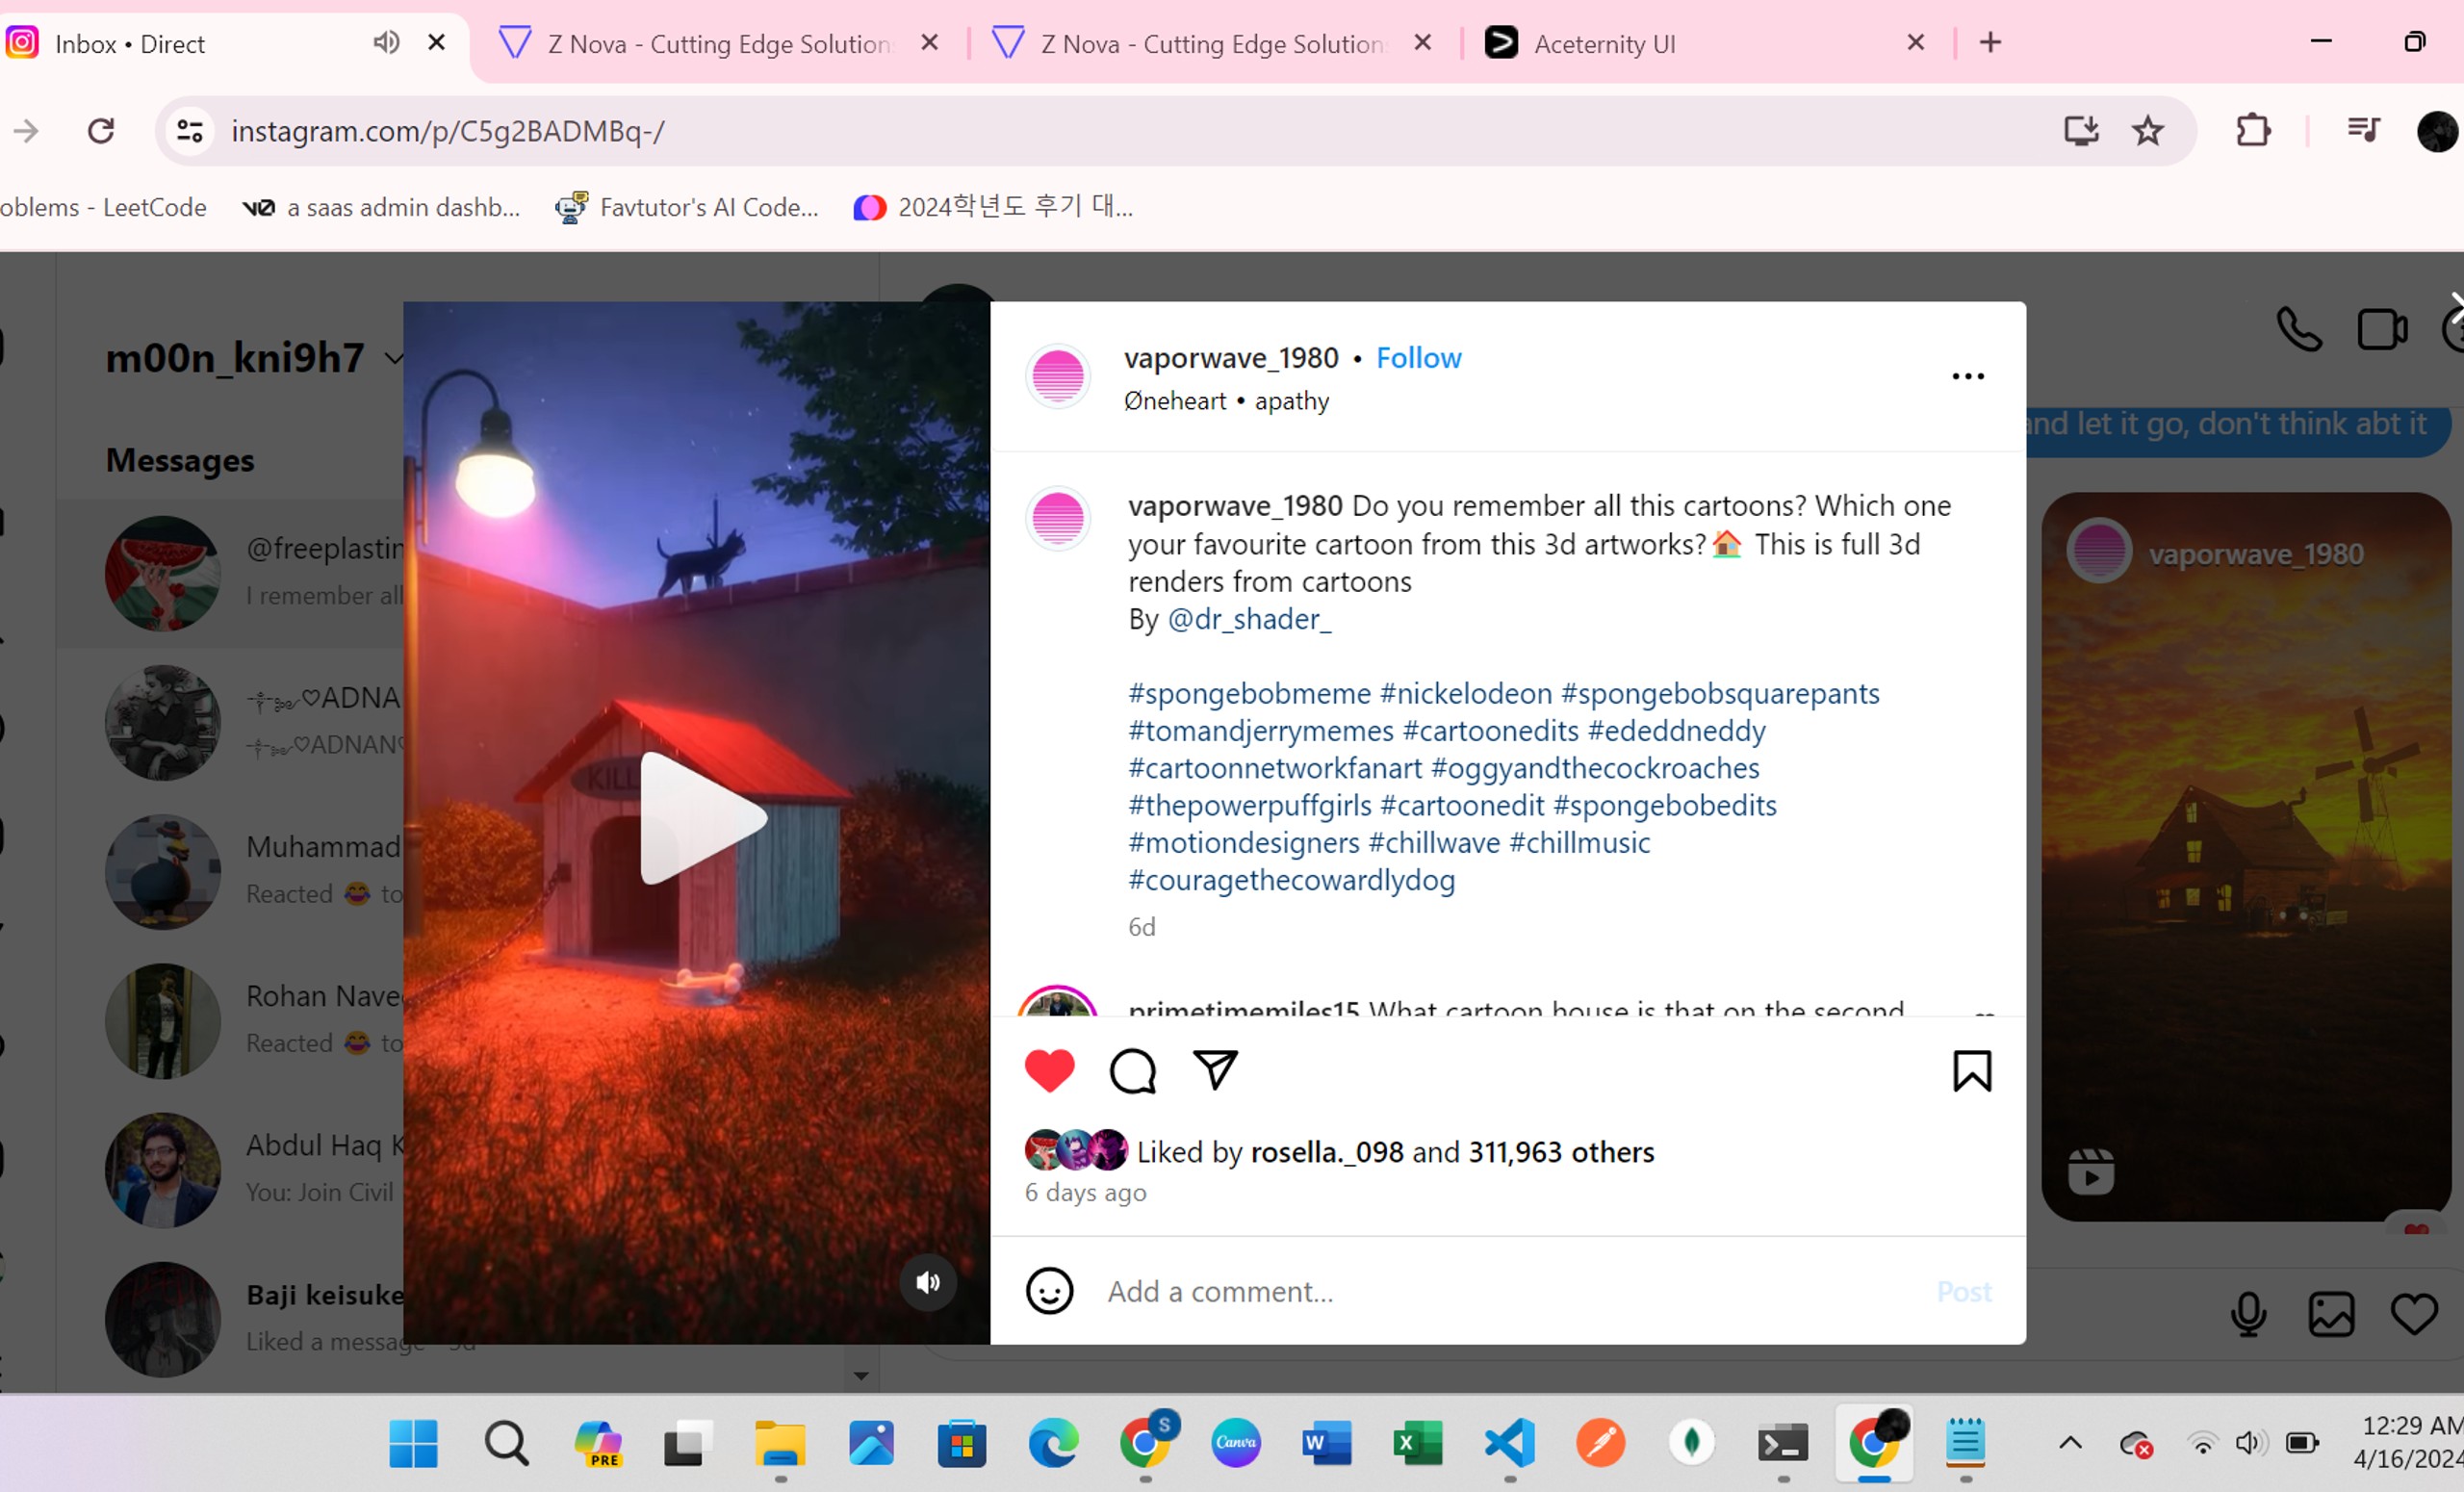 Inbox • Direct
Z Nova - Cutting Edge Solution
Z Nova - Cutting Edge Solution
Aceternity UI
instagram.com/p/C5g2BADMBq-/
oblems - LeetCode
a saas admin dashb...
Favtutor's AI Code...
2024학년도 후기 대...
m00n_kni9h7
Messages
@freeplastin
I remember all
♡ADNA
♡ADNAN
Muhammad
Reacted 😂 to
Rohan Nave
Reacted 😂 to
Abdul Haq K
You: Join Civil
Baji keisuke
Liked a message
KILL
vaporwave_1980 • Follow
Øneheart • apathy
vaporwave_1980 Do you remember all this cartoons? Which one
your favourite cartoon from this 3d artworks?🏠 This is full 3d
renders from cartoons
By @dr_shader_
#spongebobmeme #nickelodeon #spongebobsquarepants
#tomandjerrymemes #cartoonedits #ededdneddy
#cartoonnetworkfanart #oggyandthecockroaches
#thepowerpuffgirls #cartoonedit #spongebobedits
#motiondesigners #chillwave #chillmusic
#couragethecowardlydog
6d
primetimemiles15 What cartoon house is that on the second
Liked by rosella._098 and 311,963 others
6 days ago
Add a comment...
Post
and let it go, don't think abt it
vaporwave_1980
PRE
S
Canva
12:29 AM
4/16/2024